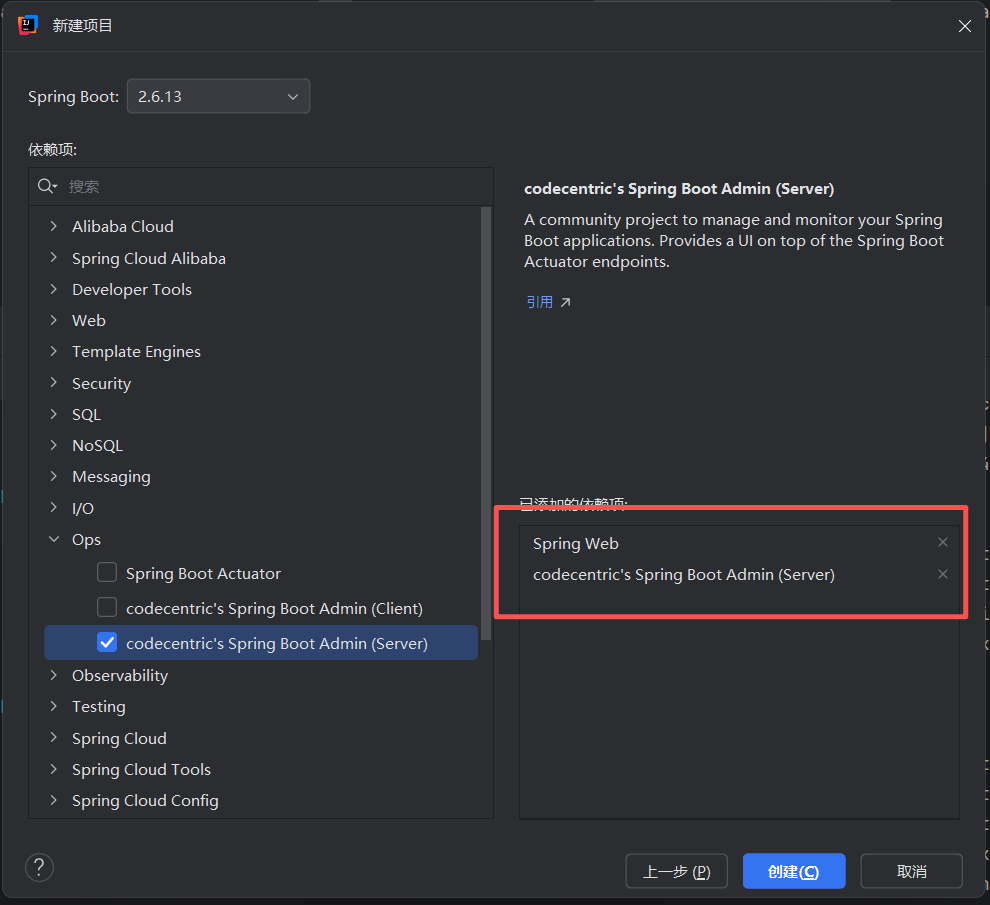 新建项目
Spring Boot: 2.6.13
依赖项:
搜索
Alibaba Cloud
Spring Cloud Alibaba
Developer Tools
Web
Template Engines
Security
SQL
NoSQL
Messaging
I/O
Ops
Spring Boot Actuator
codecentric's Spring Boot Admin (Client)
codecentric's Spring Boot Admin (Server)
Observability
Testing
Spring Cloud
Spring Cloud Tools
Spring Cloud Config
codecentric's Spring Boot Admin (Server)
A community project to manage and monitor your Spring
Boot applications. Provides a UI on top of the Spring Boot
Actuator endpoints.
引用
已添加的依赖项:
Spring Web
codecentric's Spring Boot Admin (Server)
?
上一步 (P)
创建(C)
取消